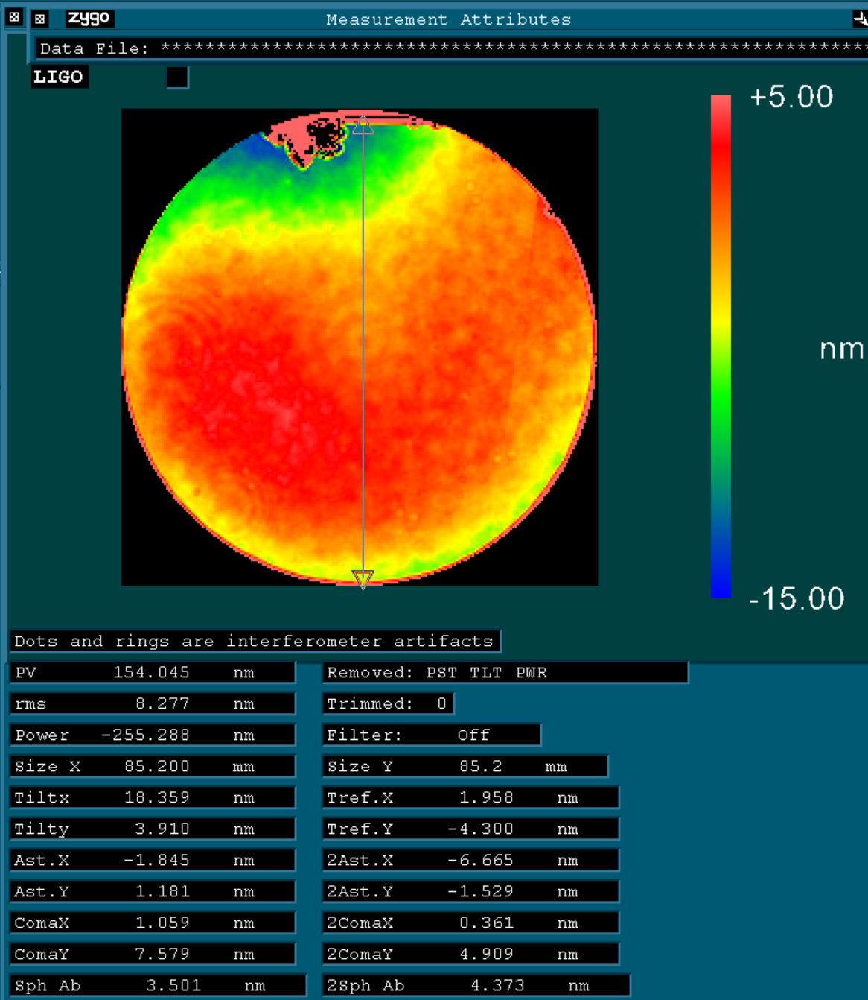 zygo Measurement Attributes
Data File: ****************************************************************
LIGO
+5.00
nm
-15.00
Dots and rings are interferometer artifacts
PV 154.045 nm Removed: PST TLT PWR
rms 8.277 nm Trimmed: 0
Power -255.288 nm Filter: Off
Size X 85.200 mm Size Y 85.2 mm
Tiltx 18.359 nm Tref.X 1.958 nm
Tilty 3.910 nm Tref.Y -4.300 nm
Ast.X -1.845 nm 2Ast.X -6.665 nm
Ast.Y 1.181 nm 2Ast.Y -1.529 nm
ComaX 1.059 nm 2ComaX 0.361 nm
ComaY 7.579 nm 2ComaY 4.909 nm
Sph Ab 3.501 nm 2Sph Ab 4.373 nm